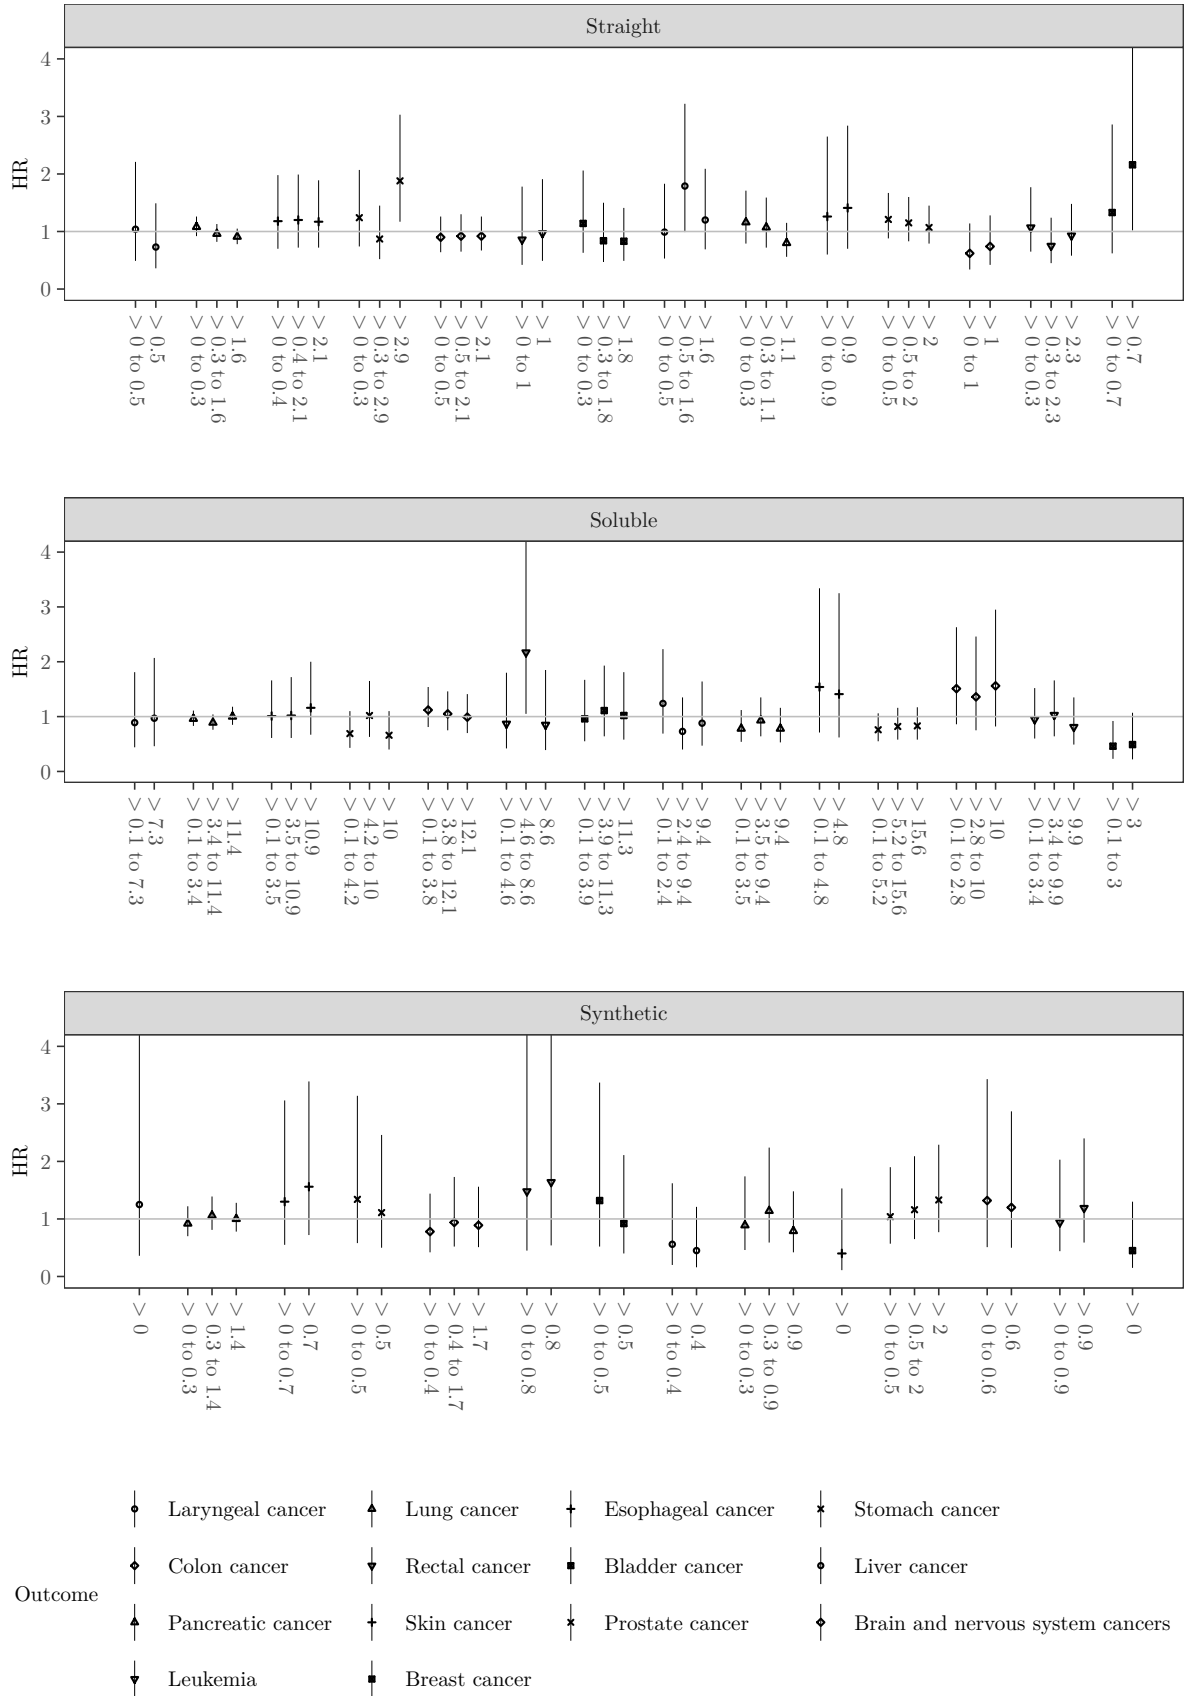 Straight
4
3
2
1
0
HR
> 0 to 0.5
> 0.5
> 0 to 0.3
> 0.3 to 1.6
> 1.6
> 0 to 0.4
> 0.4 to 2.1
> 2.1
> 0 to 0.3
> 0.3 to 2.9
> 2.9
> 0 to 0.5
> 0.5 to 2.1
> 2.1
> 0 to 1
> 1
> 0 to 0.3
> 0.3 to 1.8
> 1.8
> 0 to 0.5
> 0.5 to 1.6
> 1.6
> 0 to 0.3
> 0.3 to 1.1
> 1.1
> 0 to 0.9
> 0.9
> 0 to 0.5
> 0.5 to 2
> 2
> 0 to 1
> 1
> 0 to 0.3
> 0.3 to 2.3
> 2.3
> 0 to 0.7
> 0.7
Soluble
4
3
2
1
0
HR
> 0.1 to 7.3
> 7.3
> 0.1 to 3.4
> 3.4 to 11.4
> 11.4
> 0.1 to 3.5
> 3.5 to 10.9
> 10.9
> 0.1 to 4.2
> 4.2 to 10
> 10
> 0.1 to 3.8
> 3.8 to 12.1
> 12.1
> 0.1 to 4.6
> 4.6 to 8.6
> 8.6
> 0.1 to 3.9
> 3.9 to 11.3
> 11.3
> 0.1 to 2.4
> 2.4 to 9.4
> 9.4
> 0.1 to 3.5
> 3.5 to 9.4
> 9.4
> 0.1 to 4.8
> 4.8
> 0.1 to 5.2
> 5.2 to 15.6
> 15.6
> 0.1 to 2.8
> 2.8 to 10
> 10
> 0.1 to 3.4
> 3.4 to 9.9
> 9.9
> 0.1 to 3
> 3
Synthetic
4
3
2
1
0
HR
> 0
> 0 to 0.3
> 0.3 to 1.4
> 1.4
> 0 to 0.7
> 0.7
> 0 to 0.5
> 0.5
> 0 to 0.4
> 0.4 to 1.7
> 1.7
> 0 to 0.8
> 0.8
> 0 to 0.5
> 0.5
> 0 to 0.4
> 0.4
> 0 to 0.3
> 0.3 to 0.9
> 0.9
> 0
> 0 to 0.5
> 0.5 to 2
> 2
> 0 to 0.6
> 0.6
> 0 to 0.9
> 0.9
> 0
Outcome
Laryngeal cancer
Lung cancer
Esophageal cancer
Stomach cancer
Colon cancer
Rectal cancer
Bladder cancer
Liver cancer
Pancreatic cancer
Skin cancer
Prostate cancer
Brain and nervous system cancers
Leukemia
Breast cancer